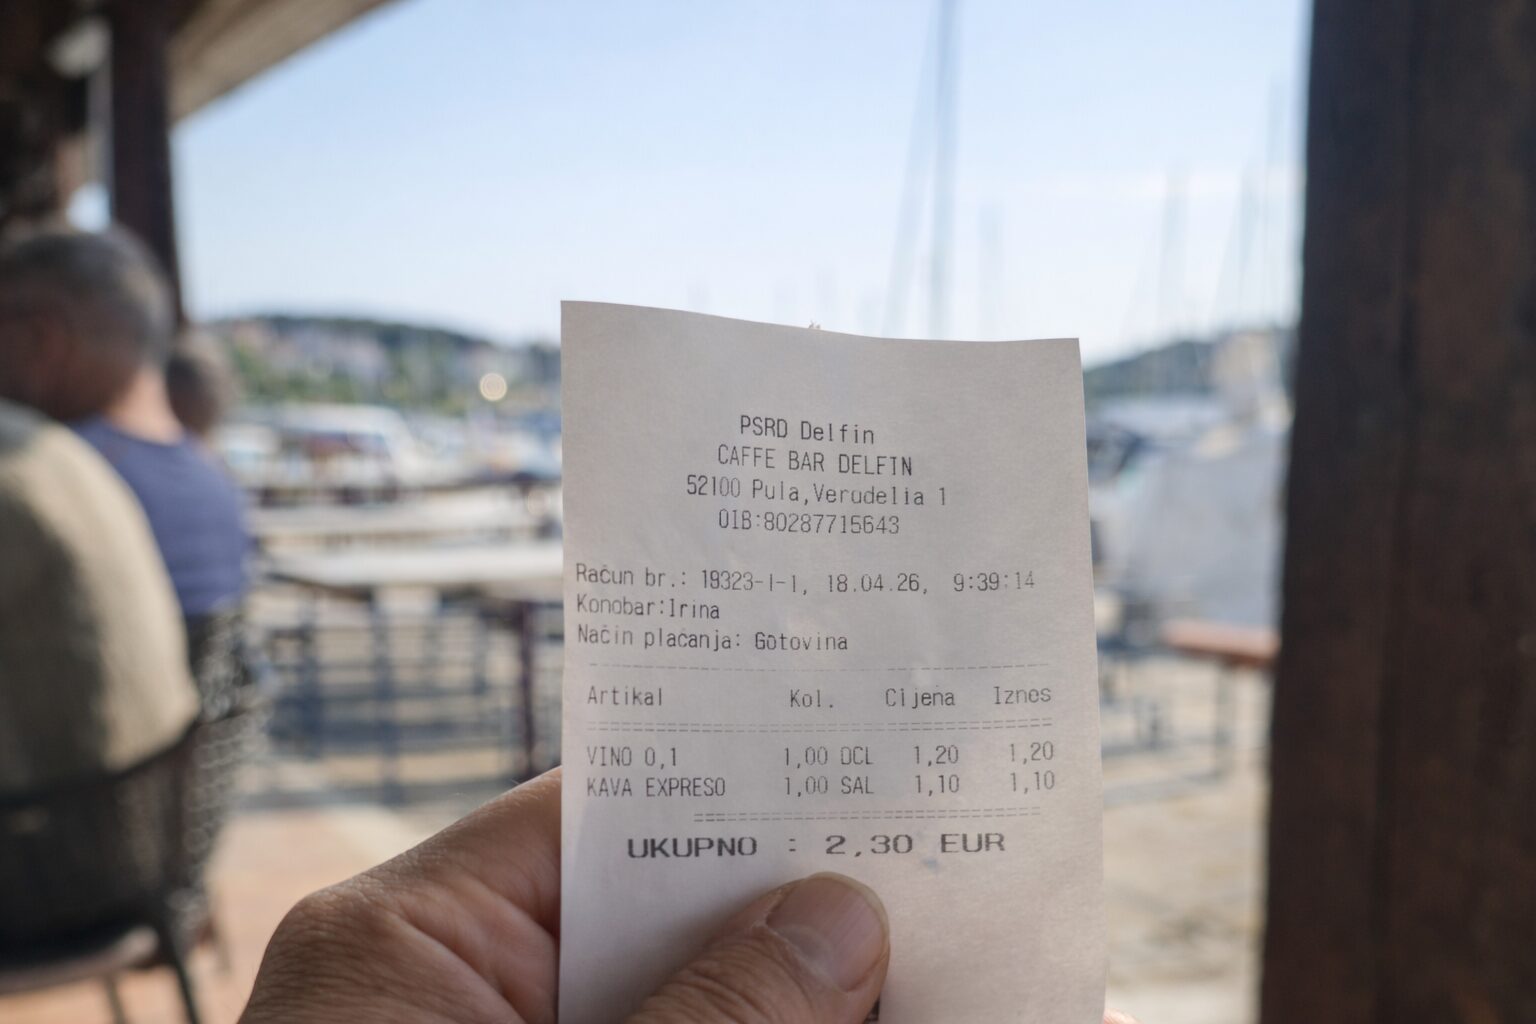 PSRD Delfin
CAFFE BAR DELFIN
52100 Pula,Verudelia 1
OIB:80287715643
Račun br.: 19323-1-1, 18.04.26, 9:39:14
Konobar:Irina
Način plaćanja: Gotovina
Artikal Kol. Cijena Iznos
VINO 0,1 1,00 DCL 1,20 1,20
KAVA EXPRESO 1,00 SAL 1,10 1,10
UKUPNO : 2,30 EUR